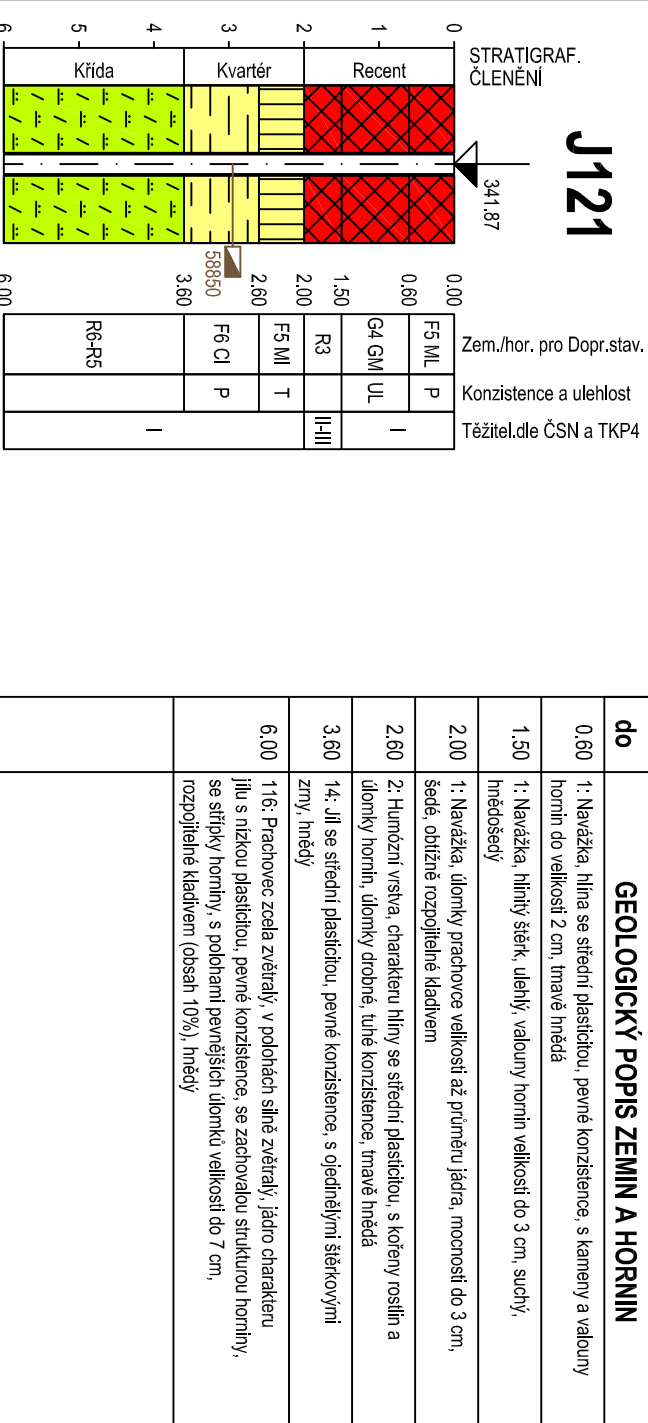 J121
STRATIGRAF.
ČLENĚNÍ
341.87
Zem./hor. pro Dopr.stav.
Konzistence a ulehlost
Těžitel.dle ČSN a TKP4
0
1
2
3
4
5
6
Recent
Kvartér
Křída
58850
0.00
0.60
1.50
2.00
2.60
3.60
6.00
F5 ML P
G4 GM UL I
R3 II-III
F5 MI T
F6 CI P
R6-R5 I
do GEOLOGICKÝ POPIS ZEMIN A HORNIN
0.60 1: Navážka, hlína se střední plasticitou, pevné konzistence, s kameny a valouny
hornin do velikosti 2 cm, tmavě hnědá
1.50 1: Navážka, hlinitý štěrk, ulehlý, valouny hornin velikosti do 3 cm, suchý,
hnědošedý
2.00 1: Navážka, úlomky prachovce velikosti až průměru jádra, mocnosti do 3 cm,
šedé, obtížně rozpojitelné kladivem
2.60 2: Humózní vrstva, charakteru hlíny se střední plasticitou, s kořeny rostlin a
úlomky hornin, úlomky drobné, tuhé konzistence, tmavě hnědá
3.60 14: Jíl se střední plasticitou, pevné konzistence, s ojedinělými štěrkovými
zrny, hnědý
6.00 116: Prachovec zcela zvětralý, v polohách silně zvětralý, jádro charakteru
jílu s nízkou plasticitou, pevné konzistence, se zachovalou strukturou horniny,
se střípky horniny, s polohami pevnějších úlomků velikosti do 7 cm,
rozpojitelné kladivem (obsah 10%), hnědý